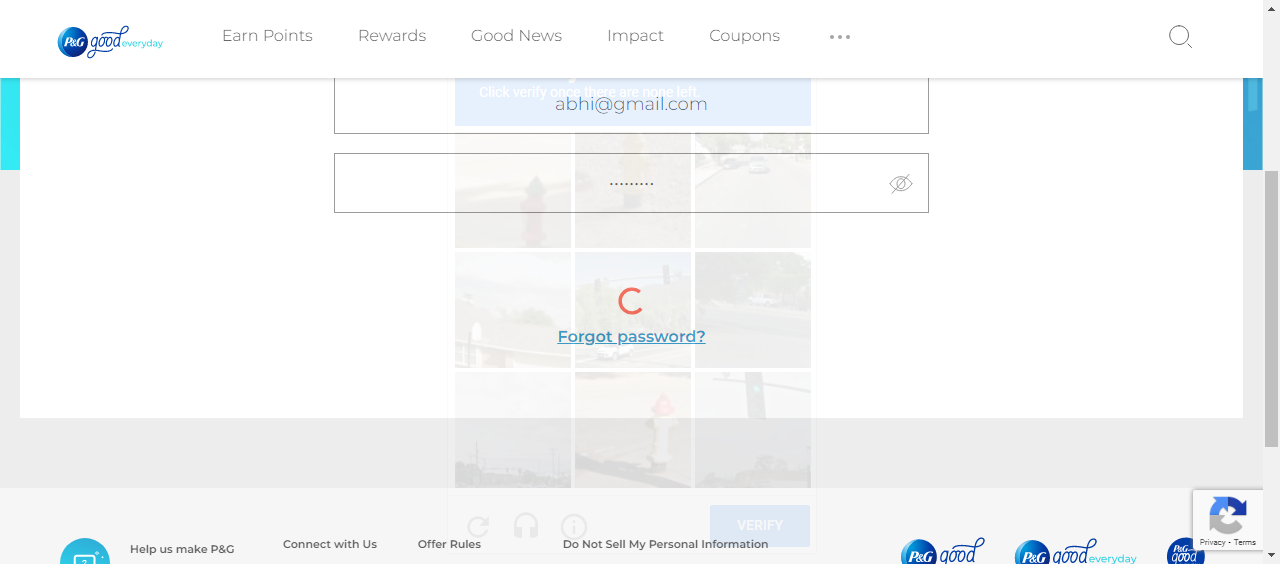 P&G good everyday
Earn Points Rewards Good News Impact Coupons
Click verify once there are none left.
abhi@gmail.com
Forgot password?
VERIFY
Help us make P&G
Connect with Us
Offer Rules
Do Not Sell My Personal Information
P&G good
P&G good everyday
P&G good
Privacy - Terms